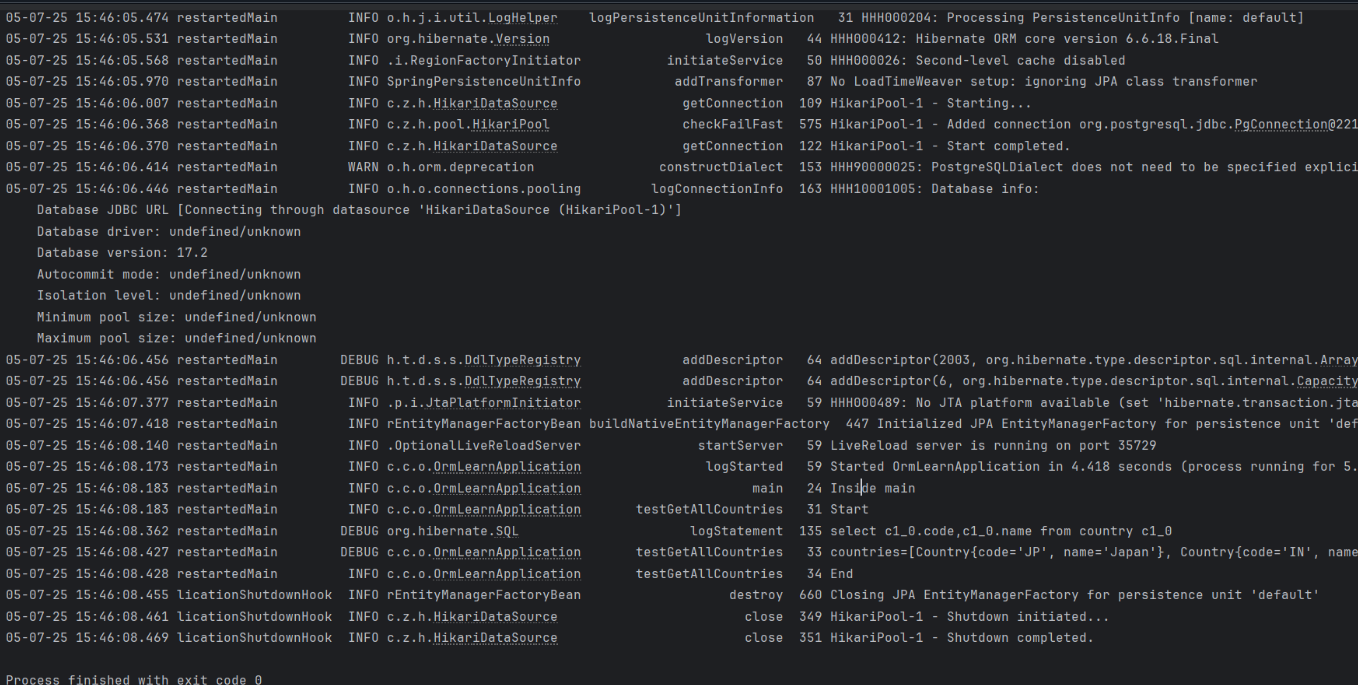 05-07-25 15:46:05.474 restartedMain INFO o.h.j.i.util.LogHelper logPersistenceUnitInformation 31 HHH000204: Processing PersistenceUnitInfo [name: default]
05-07-25 15:46:05.531 restartedMain INFO org.hibernate.Version logVersion 44 HHH000412: Hibernate ORM core version 6.6.18.Final
05-07-25 15:46:05.568 restartedMain INFO .i.RegionFactoryInitiator initiateService 50 HHH000026: Second-level cache disabled
05-07-25 15:46:05.970 restartedMain INFO SpringPersistenceUnitInfo addTransformer 87 No LoadTimeWeaver setup: ignoring JPA class transformer
05-07-25 15:46:06.007 restartedMain INFO c.z.h.HikariDataSource getConnection 109 HikariPool-1 - Starting...
05-07-25 15:46:06.368 restartedMain INFO c.z.h.pool.HikariPool checkFailFast 575 HikariPool-1 - Added connection org.postgresql.jdbc.PgConnection@221
05-07-25 15:46:06.370 restartedMain INFO c.z.h.HikariDataSource getConnection 122 HikariPool-1 - Start completed.
05-07-25 15:46:06.414 restartedMain WARN o.h.orm.deprecation constructDialect 153 HHH90000025: PostgreSQLDialect does not need to be specified explici
05-07-25 15:46:06.446 restartedMain INFO o.h.o.connections.pooling logConnectionInfo 163 HHH10001005: Database info:
Database JDBC URL [Connecting through datasource 'HikariDataSource (HikariPool-1)']
Database driver: undefined/unknown
Database version: 17.2
Autocommit mode: undefined/unknown
Isolation level: undefined/unknown
Minimum pool size: undefined/unknown
Maximum pool size: undefined/unknown
05-07-25 15:46:06.456 restartedMain DEBUG h.t.d.s.s.DdlTypeRegistry addDescriptor 64 addDescriptor(2003, org.hibernate.type.descriptor.sql.internal.Array
05-07-25 15:46:06.456 restartedMain DEBUG h.t.d.s.s.DdlTypeRegistry addDescriptor 64 addDescriptor(6, org.hibernate.type.descriptor.sql.internal.Capacity
05-07-25 15:46:07.377 restartedMain INFO .p.i.JtaPlatformInitiator initiateService 59 HHH000489: No JTA platform available (set 'hibernate.transaction.jta
05-07-25 15:46:07.418 restartedMain INFO rEntityManagerFactoryBean buildNativeEntityManagerFactory 447 Initialized JPA EntityManagerFactory for persistence unit 'def
05-07-25 15:46:08.140 restartedMain INFO .OptionalLiveReloadServer startServer 59 LiveReload server is running on port 35729
05-07-25 15:46:08.173 restartedMain INFO c.c.o.OrmLearnApplication logStarted 59 Started OrmLearnApplication in 4.418 seconds (process running for 5.
05-07-25 15:46:08.183 restartedMain INFO c.c.o.OrmLearnApplication main 24 Inside main
05-07-25 15:46:08.183 restartedMain INFO c.c.o.OrmLearnApplication testGetAllCountries 31 Start
05-07-25 15:46:08.362 restartedMain DEBUG org.hibernate.SQL logStatement 135 select c1_0.code,c1_0.name from country c1_0
05-07-25 15:46:08.427 restartedMain DEBUG c.c.o.OrmLearnApplication testGetAllCountries 33 countries=[Country{code='JP', name='Japan'}, Country{code='IN', name
05-07-25 15:46:08.428 restartedMain INFO c.c.o.OrmLearnApplication testGetAllCountries 34 End
05-07-25 15:46:08.455 licationShutdownHook INFO rEntityManagerFactoryBean destroy 660 Closing JPA EntityManagerFactory for persistence unit 'default'
05-07-25 15:46:08.461 licationShutdownHook INFO c.z.h.HikariDataSource close 349 HikariPool-1 - Shutdown initiated...
05-07-25 15:46:08.469 licationShutdownHook INFO c.z.h.HikariDataSource close 351 HikariPool-1 - Shutdown completed.
Process finished with exit code 0